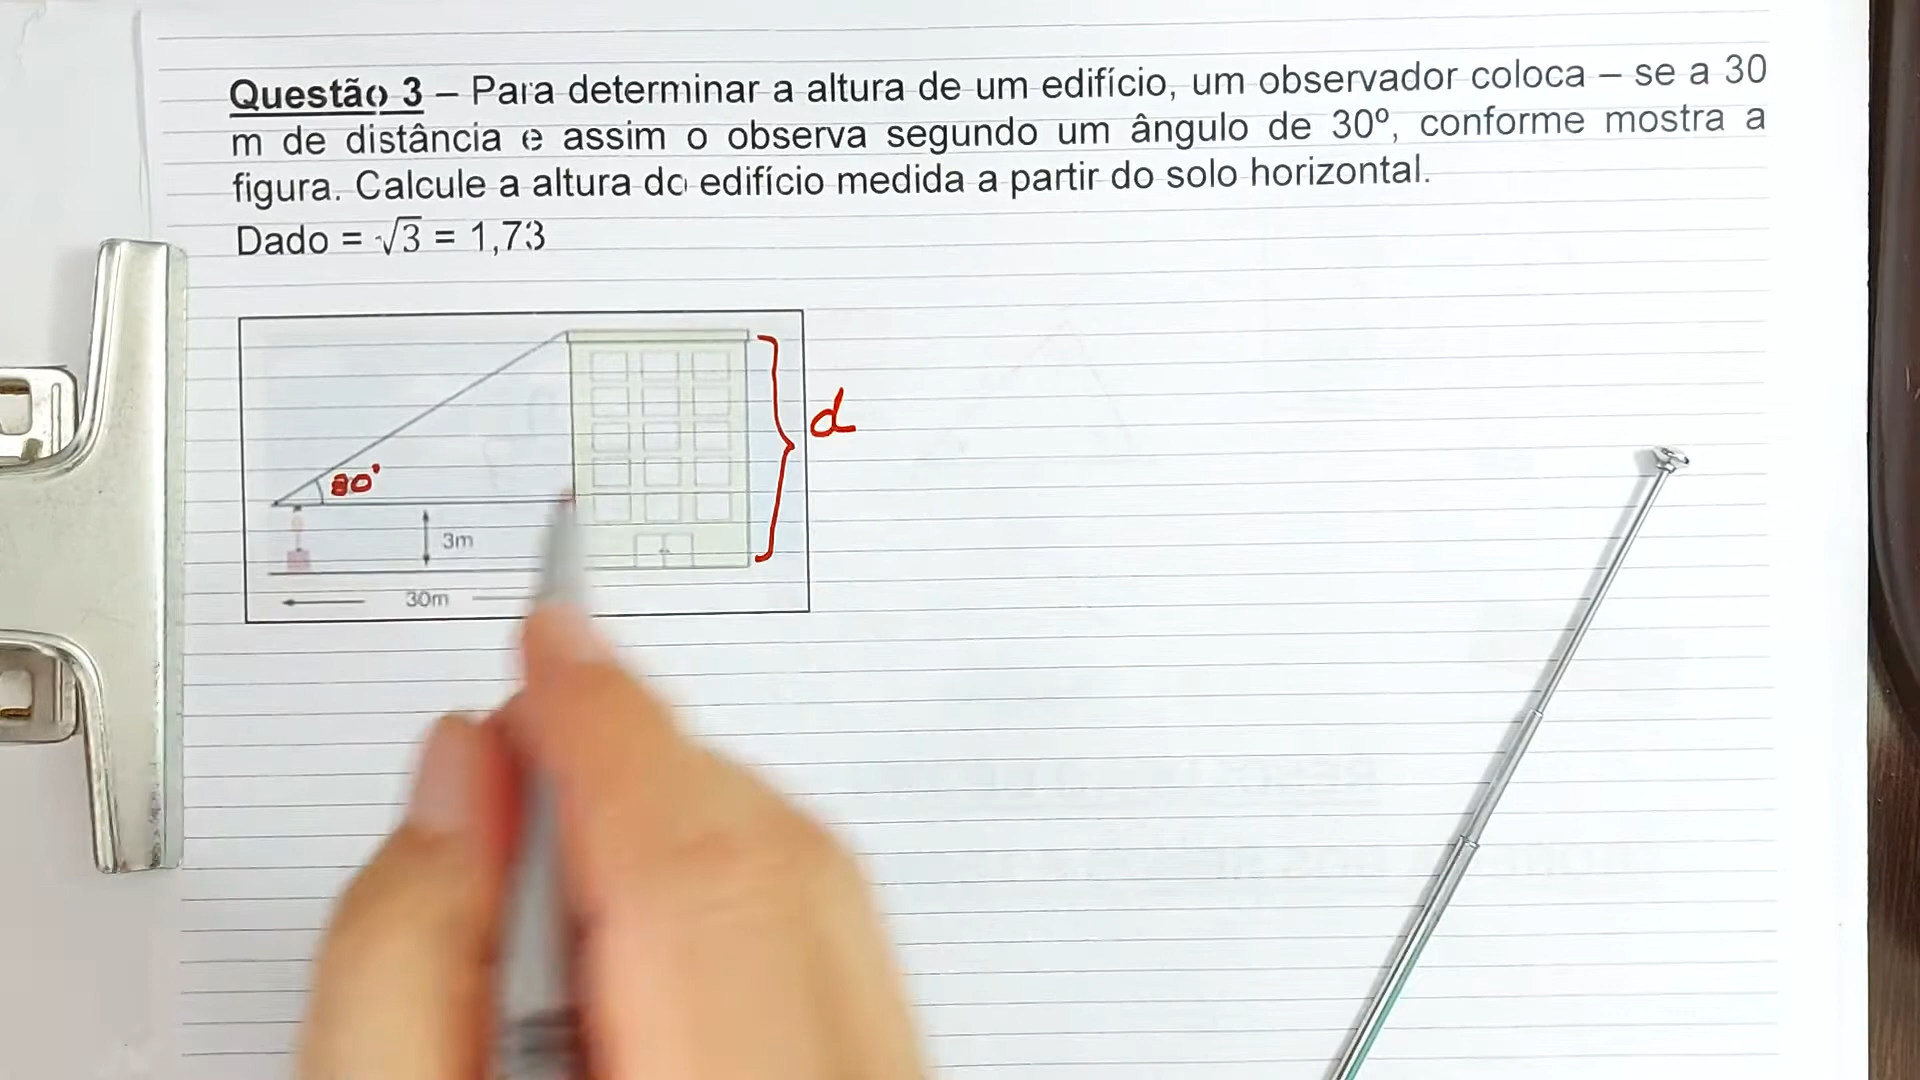 Questão 3 – Para determinar a altura de um edifício, um observador coloca – se a 30
m de distância e assim o observa segundo um ângulo de 30º, conforme mostra a
figura. Calcule a altura do edifício medida a partir do solo horizontal.
Dado = √3 = 1,73
d
30°
3m
30m